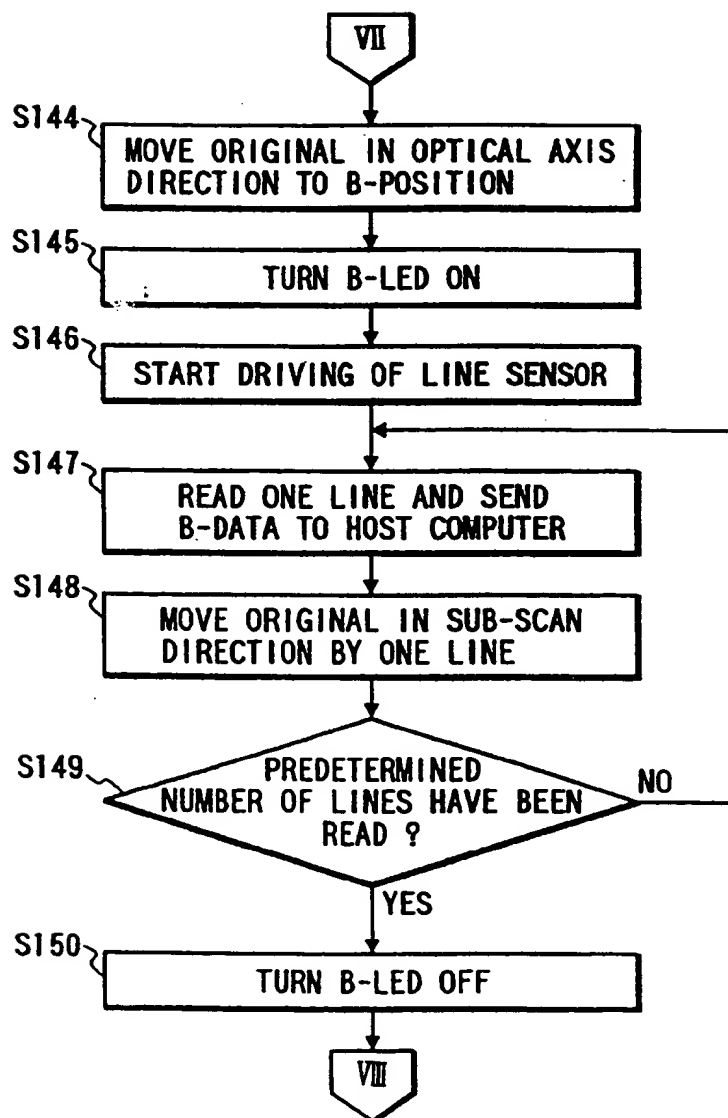 VII
S144
MOVE ORIGINAL IN OPTICAL AXIS
DIRECTION TO B-POSITION
S145
TURN B-LED ON
S146
START DRIVING OF LINE SENSOR
S147
READ ONE LINE AND SEND
B-DATA TO HOST COMPUTER
S148
MOVE ORIGINAL IN SUB-SCAN
DIRECTION BY ONE LINE
S149
PREDETERMINED
NUMBER OF LINES HAVE BEEN
READ ?
NO
YES
S150
TURN B-LED OFF
VIII